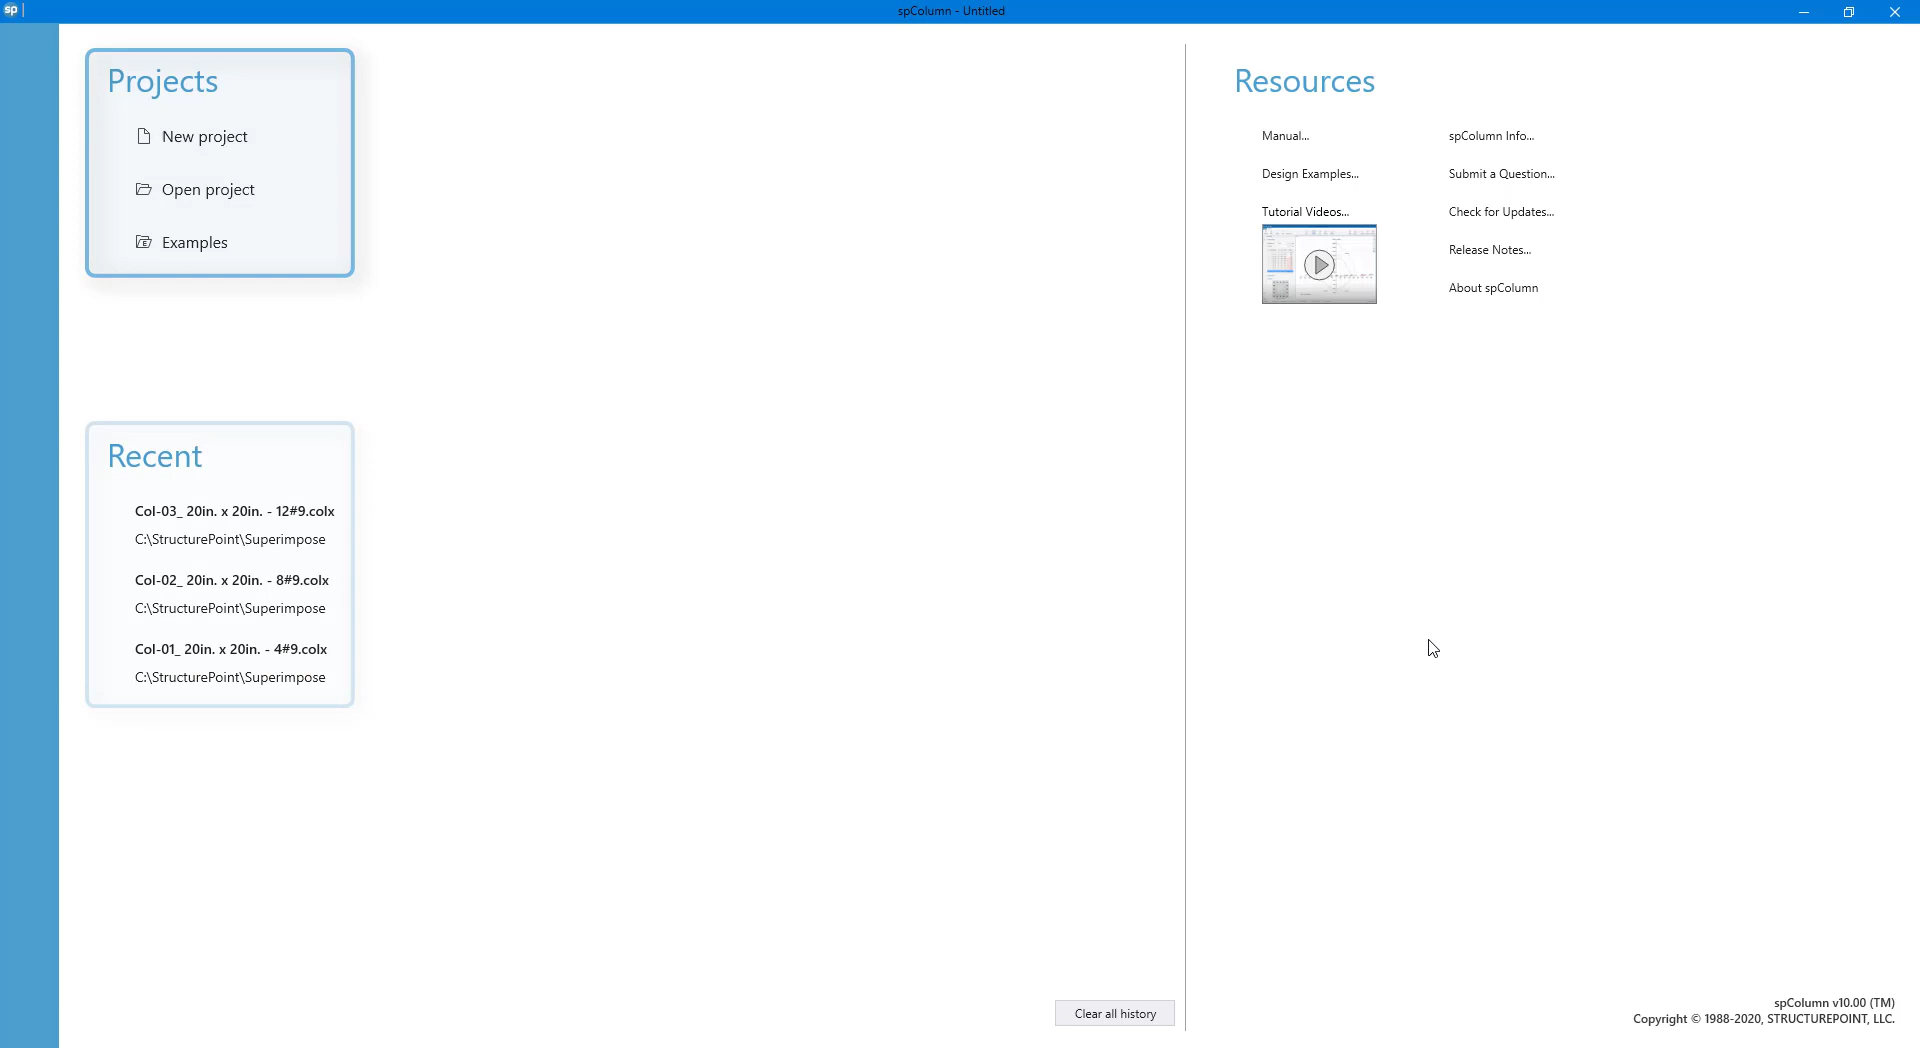 sp
spColumn - Untitled
Projects
New project
Open project
Examples
Recent
Col-03_ 20in. x 20in. - 12#9.colx
C:\StructurePoint\Superimpose
Col-02_ 20in. x 20in. - 8#9.colx
C:\StructurePoint\Superimpose
Col-01_ 20in. x 20in. - 4#9.colx
C:\StructurePoint\Superimpose
Clear all history
Resources
Manual...
Design Examples...
Tutorial Videos...
spColumn Info...
Submit a Question...
Check for Updates...
Release Notes...
About spColumn
spColumn v10.00 (TM)
Copyright © 1988-2020, STRUCTUREPOINT, LLC.